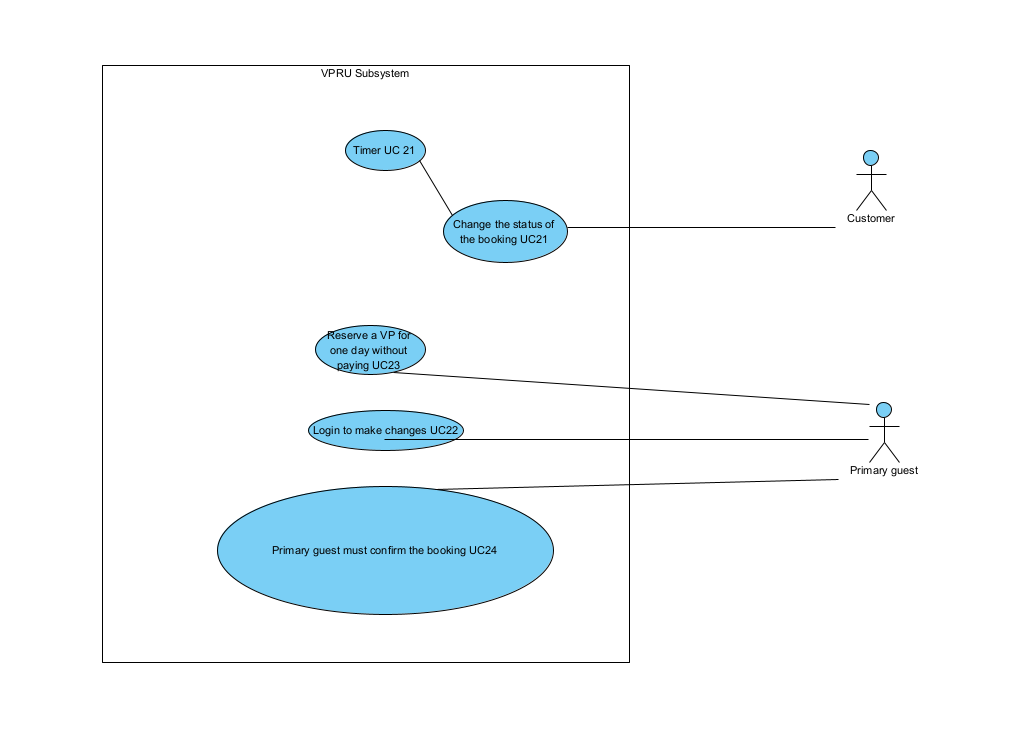 VPRU Subsystem
Timer UC 21
Change the status of
the booking UC21
Customer
Reserve a VP for
one day without
paying UC23
Login to make changes UC22
Primary guest
Primary guest must confirm the booking UC24